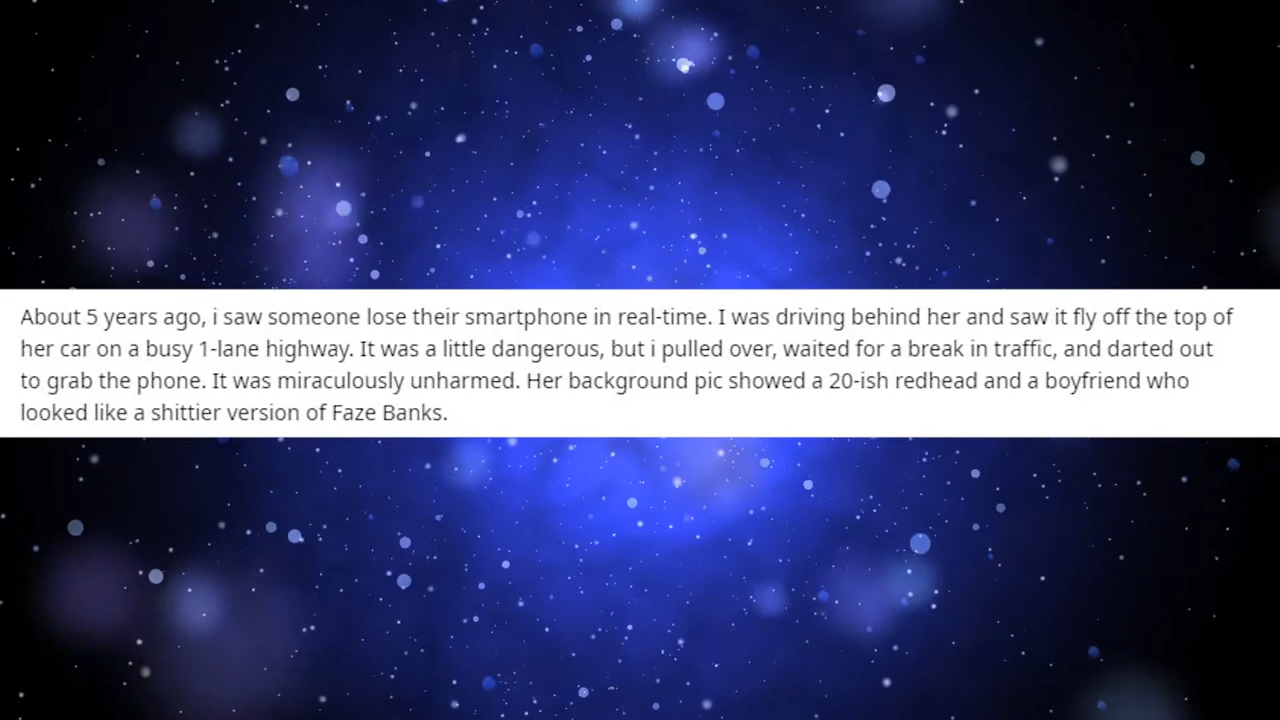 About 5 years ago, i saw someone lose their smartphone in real-time. I was driving behind her and saw it fly off the top of
her car on a busy 1-lane highway. It was a little dangerous, but i pulled over, waited for a break in traffic, and darted out
to grab the phone. It was miraculously unharmed. Her background pic showed a 20-ish redhead and a boyfriend who
looked like a shittier version of Faze Banks.